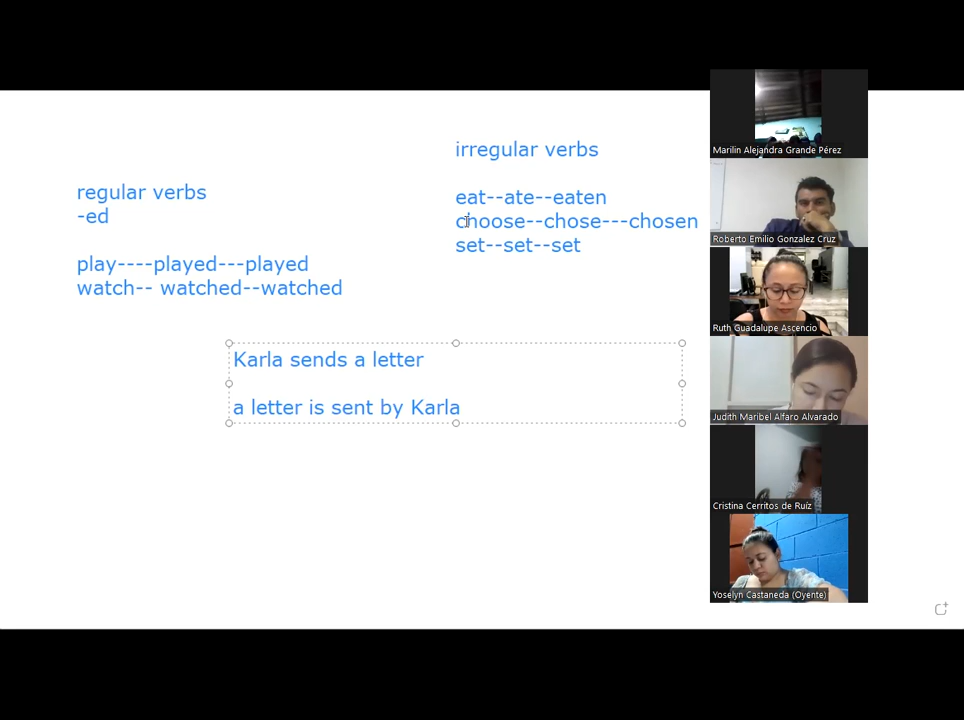 regular verbs
-ed
play----played---played
watch-- watched--watched
irregular verbs
eat--ate--eaten
choose--chose---chosen
set--set--set
Karla sends a letter
a letter is sent by Karla
Marilin Alejandra Grande Pérez
Roberto Emilio Gonzalez Cruz
Ruth Guadalupe Ascencio
Judith Maribel Alfaro Alvarado
Cristina Cerritos de Ruíz
Yoselyn Castaneda (Oyente)